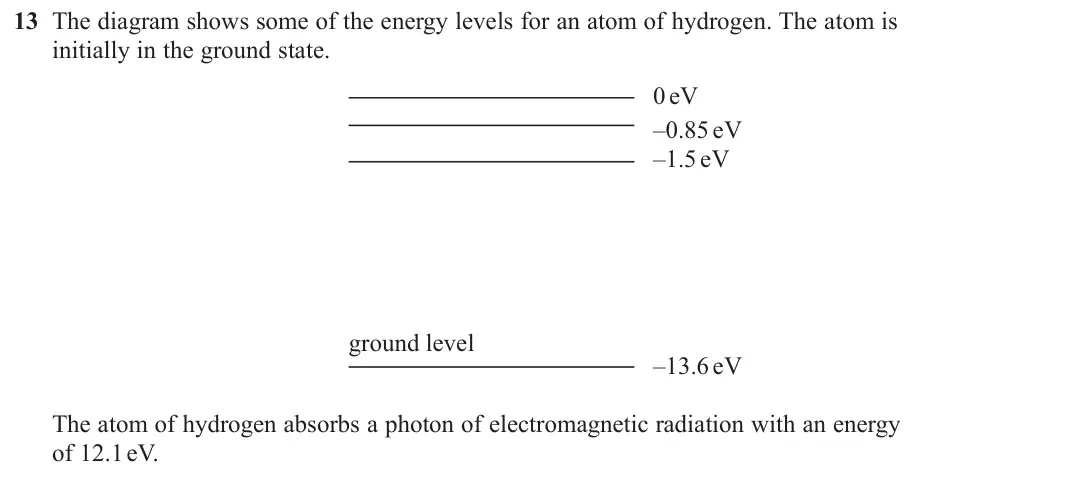 13 The diagram shows some of the energy levels for an atom of hydrogen. The atom is
initially in the ground state.
0 eV
–0.85 eV
–1.5 eV
ground level
–13.6 eV
The atom of hydrogen absorbs a photon of electromagnetic radiation with an energy
of 12.1 eV.